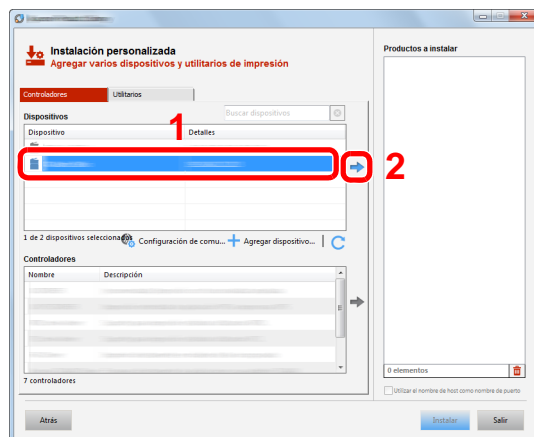 Instalación personalizada
Agregar varios dispositivos y utilitarios de impresión
Productos a instalar
Controladores
Utilitarios
Dispositivos
Buscar dispositivos
1
Dispositivo
Detalles
2
1 de 2 dispositivos seleccionados
Configuración de comu...
Agregar dispositivo...
Controladores
Nombre
Descripción
7 controladores
0 elementos
Utilizar el nombre de host como nombre de puerto
Atrás
Instalar
Salir